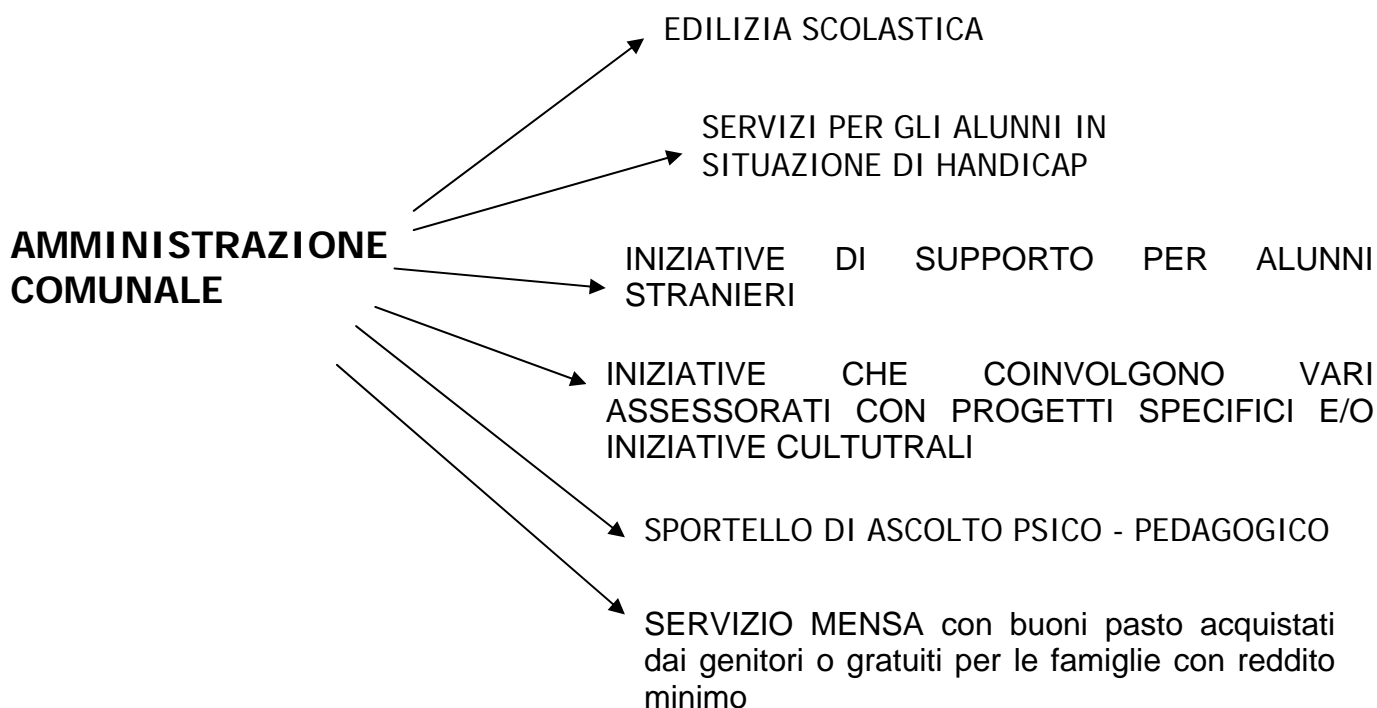 EDILIZIA SCOLASTICA
SERVIZI PER GLI ALUNNI IN
SITUAZIONE DI HANDICAP
AMMINISTRAZIONE
COMUNALE
INIZIATIVE DI SUPPORTO PER ALUNNI
STRANIERI
INIZIATIVE CHE COINVOLGONO VARI
ASSESSORATI CON PROGETTI SPECIFICI E/O
INIZIATIVE CULTUTRALI
SPORTELLO DI ASCOLTO PSICO - PEDAGOGICO
SERVIZIO MENSA con buoni pasto acquistati
dai genitori o gratuiti per le famiglie con reddito
minimo